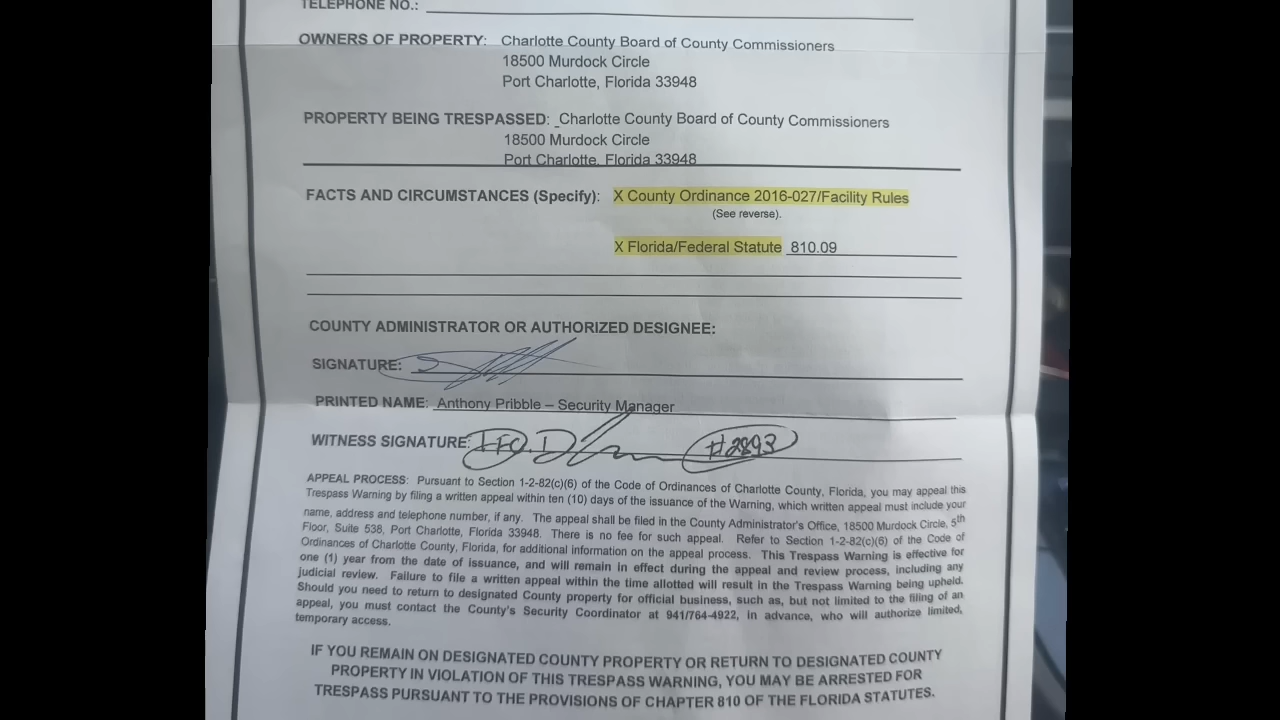 TELEPHONE NO.:
OWNERS OF PROPERTY: Charlotte County Board of County Commissioners
18500 Murdock Circle
Port Charlotte, Florida 33948
PROPERTY BEING TRESPASSED: _Charlotte County Board of County Commissioners
18500 Murdock Circle
Port Charlotte, Florida 33948
FACTS AND CIRCUMSTANCES (Specify): X County Ordinance 2016-027/Facility Rules
(See reverse).
X Florida/Federal Statute 810.09
COUNTY ADMINISTRATOR OR AUTHORIZED DESIGNEE:
SIGNATURE:
PRINTED NAME: Anthony Pribble – Security Manager
WITNESS SIGNATURE: #2893
APPEAL PROCESS: Pursuant to Section 1-2-82(c)(6) of the Code of Ordinances of Charlotte County, Florida, you may appeal this
Trespass Warning by filing a written appeal within ten (10) days of the issuance of the Warning, which written appeal must include your
name, address and telephone number, if any. The appeal shall be filed in the County Administrator's Office, 18500 Murdock Circle, 5th
Floor, Suite 538, Port Charlotte, Florida 33948. There is no fee for such appeal. Refer to Section 1-2-82(c)(6) of the Code of
Ordinances of Charlotte County, Florida, for additional information on the appeal process. This Trespass Warning is effective for
one (1) year from the date of issuance, and will remain in effect during the appeal and review process, including any
judicial review. Failure to file a written appeal within the time allotted will result in the Trespass Warning being upheld.
Should you need to return to designated County property for official business, such as, but not limited to the filing of an
appeal, you must contact the County's Security Coordinator at 941/764-4922, in advance, who will authorize limited,
temporary access.
IF YOU REMAIN ON DESIGNATED COUNTY PROPERTY OR RETURN TO DESIGNATED COUNTY
PROPERTY IN VIOLATION OF THIS TRESPASS WARNING, YOU MAY BE ARRESTED FOR
TRESPASS PURSUANT TO THE PROVISIONS OF CHAPTER 810 OF THE FLORIDA STATUTES.